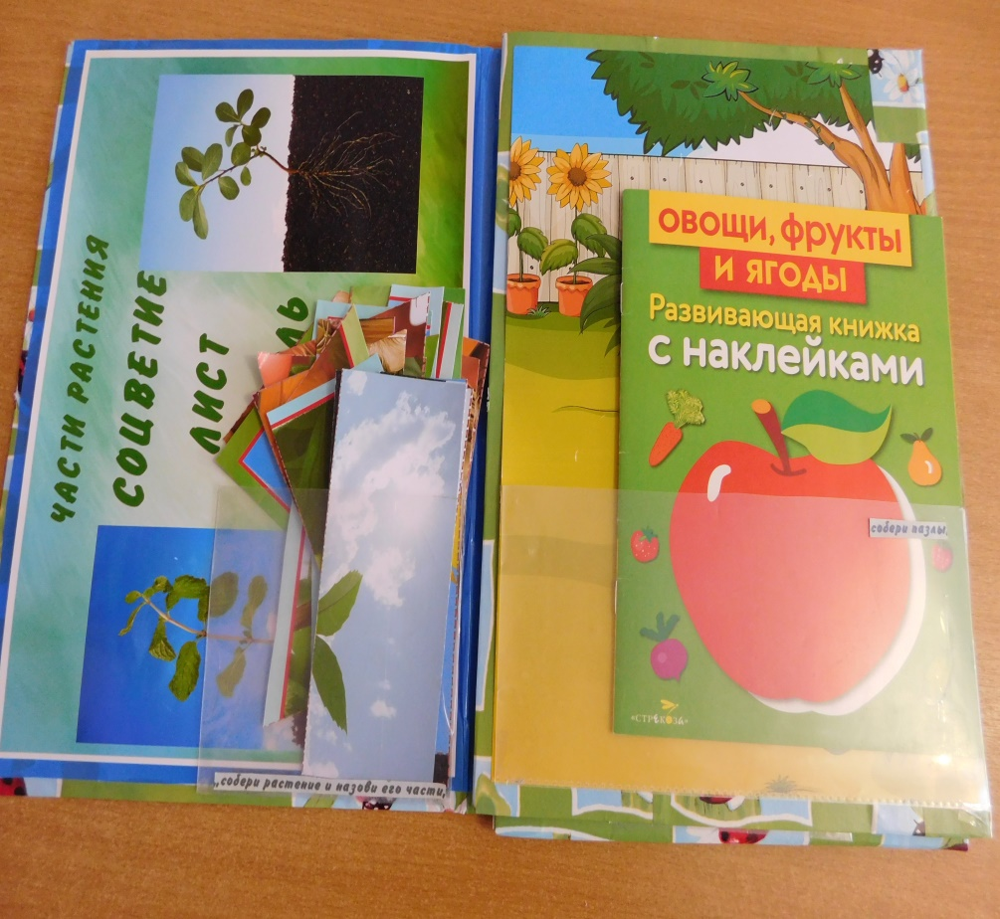 ЧАСТИ РАСТЕНИЯ
СОЦВЕТИЕ
ЛИСТ
„собери растение и назови его части,
ОВОЩИ, ФРУКТЫ
И ЯГОДЫ
Развивающая книжка
с наклейками
собери пазлы,
«СТРЕКОЗА»